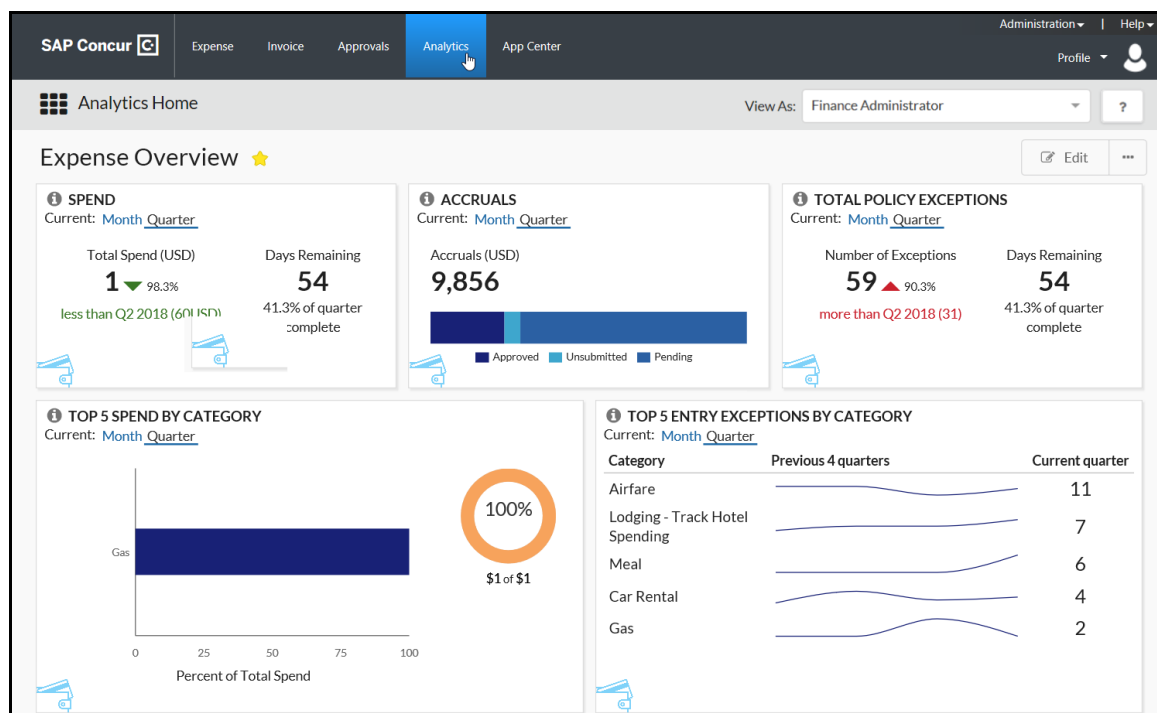 Administration | Help
SAP Concur C. Expense Invoice Approvals Analytics App Center
Profile
Analytics Home View As: Finance Administrator ?
Expense Overview Edit ...
SPEND
Current: Month Quarter
Total Spend (USD) Days Remaining
1 98.3% 54
less than Q2 2018 (60USD) 41.3% of quarter
complete
ACCRUALS
Current: Month Quarter
Accruals (USD)
9,856
Approved Unsubmitted Pending
TOTAL POLICY EXCEPTIONS
Current: Month Quarter
Number of Exceptions Days Remaining
59 90.3% 54
more than Q2 2018 (31) 41.3% of quarter
complete
TOP 5 SPEND BY CATEGORY
Current: Month Quarter
100%
Gas
$1 of $1
0 25 50 75 100
Percent of Total Spend
TOP 5 ENTRY EXCEPTIONS BY CATEGORY
Current: Month Quarter
Category Previous 4 quarters Current quarter
Airfare 11
Lodging - Track Hotel
Spending 7
Meal 6
Car Rental 4
Gas 2